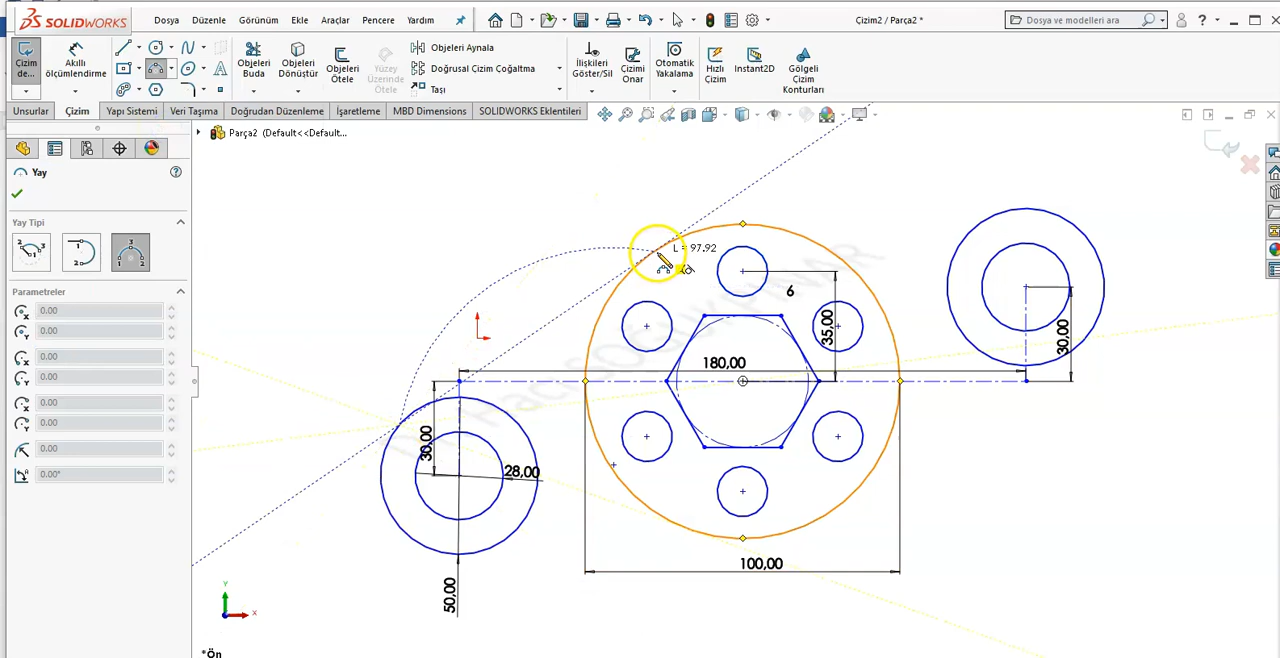 SOLIDWORKS
Dosya Düzenle Görünüm Ekle Araçlar Pencere Yardım
Çizim2 / Parça2 *
Dosya ve modelleri ara
Çizim de...
Akıllı ölçümlendirme
Objeleri Buda
Objeleri Dönüştür
Objeleri Ötele
Yüzey Üzerinde Ötele
Objeleri Aynala
Doğrusal Çizim Çoğaltma
Taşı
İlişkileri Göster/Sil
Çizimi Onar
Otomatik Yakalama
Hızlı Çizim
Instant2D
Gölgeli Çizim Konturları
Unsurlar Çizim Yapı Sistemi Veri Taşıma Doğrudan Düzenleme İşaretleme MBD Dimensions SOLIDWORKS Eklentileri
Parça2 (Default<<Default...
Yay
Yay Tipi
Parametreler
0.00
0.00
0.00
0.00
0.00
0.00
0.00
0.00°
L = 97.92
6
35,00
30,00
180,00
30,00
28,00
50,00
100,00
Y
X
*Ön